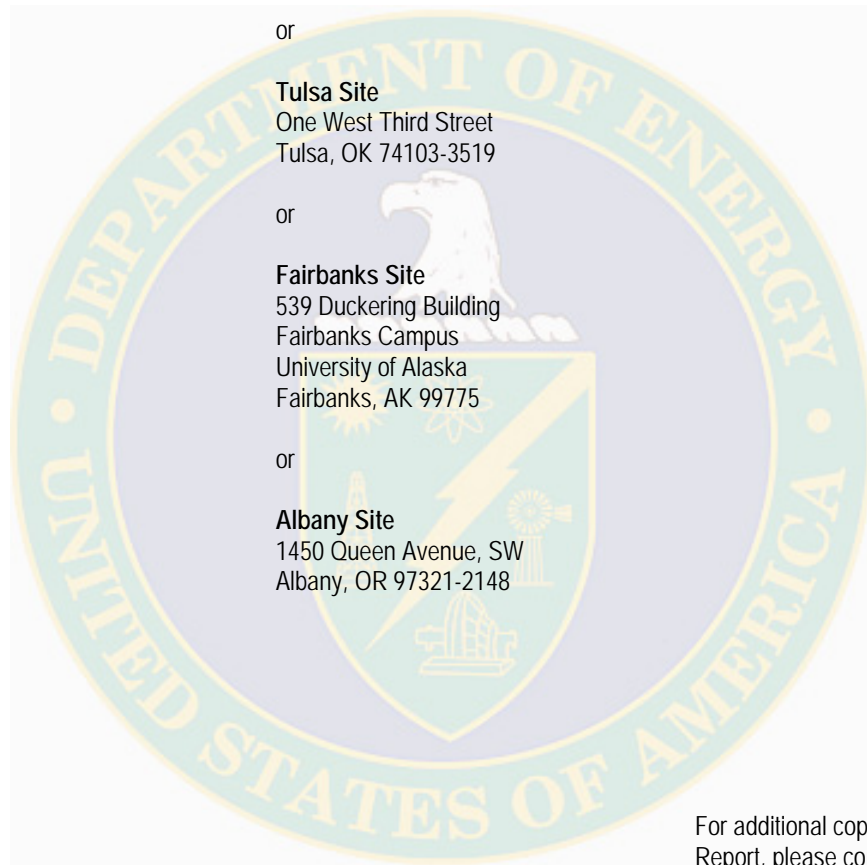 or
Tulsa Site
One West Third Street
Tulsa, OK 74103-3519
or
Fairbanks Site
539 Duckering Building
Fairbanks Campus
University of Alaska
Fairbanks, AK 99775
or
Albany Site
1450 Queen Avenue, SW
Albany, OR 97321-2148
DEPARTMENT OF ENERGY
UNITED STATES OF AMERICA
For additional cop
Report, please co